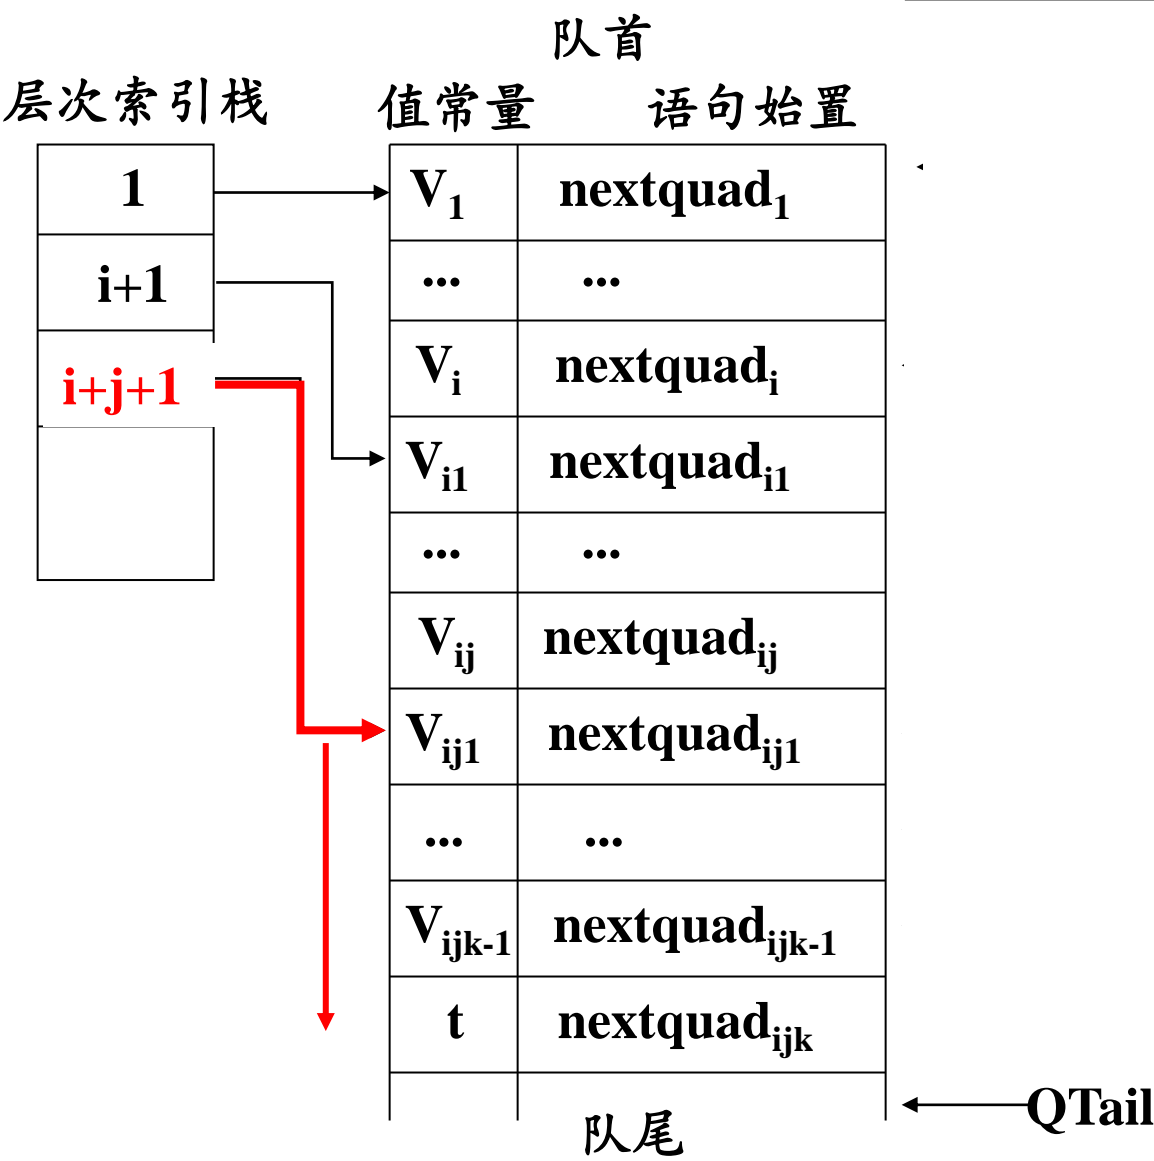 队首
层次索引栈 值常量 语句始置
1 V1 nextquad1
i+1 ... ...
i+j+1 Vi nextquadi
Vi1 nextquadi1
... ...
Vij nextquadij
Vij1 nextquadij1
... ...
Vijk-1 nextquadijk-1
t nextquadijk
QTail
队尾